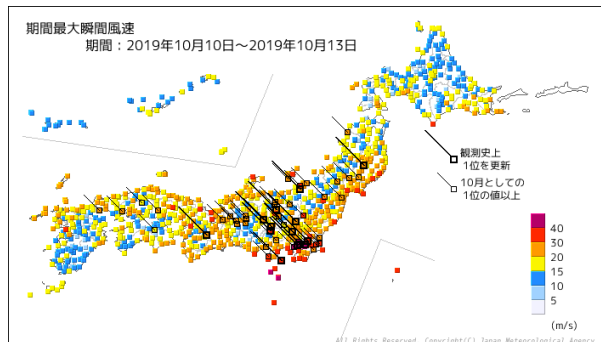 期間最大瞬間風速
期間：2019年10月10日～2019年10月13日
観測史上
1位を更新
10月としての
1位の値以上
40
30
20
15
10
5
(m/s)
All Rights Reserved, Copyright(C) Japan Meteorological Agency